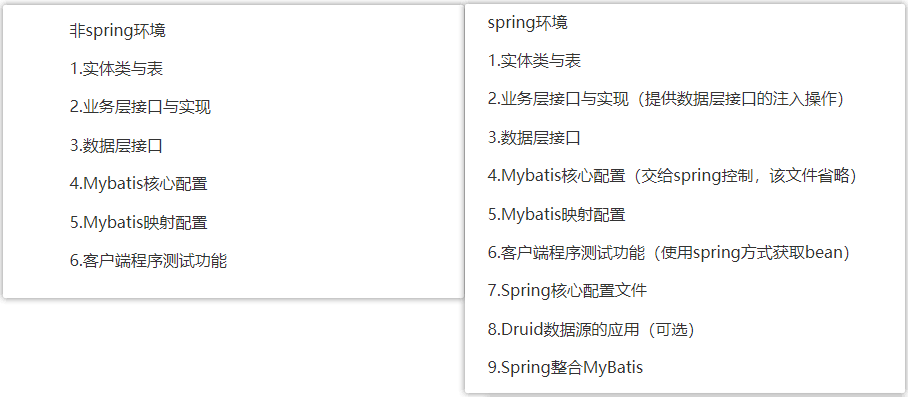 非spring环境
1.实体类与表
2.业务层接口与实现
3.数据层接口
4.Mybatis核心配置
5.Mybatis映射配置
6.客户端程序测试功能
spring环境
1.实体类与表
2.业务层接口与实现（提供数据层接口的注入操作）
3.数据层接口
4.Mybatis核心配置（交给spring控制，该文件省略）
5.Mybatis映射配置
6.客户端程序测试功能（使用spring方式获取bean）
7.Spring核心配置文件
8.Druid数据源的应用（可选）
9.Spring整合MyBatis